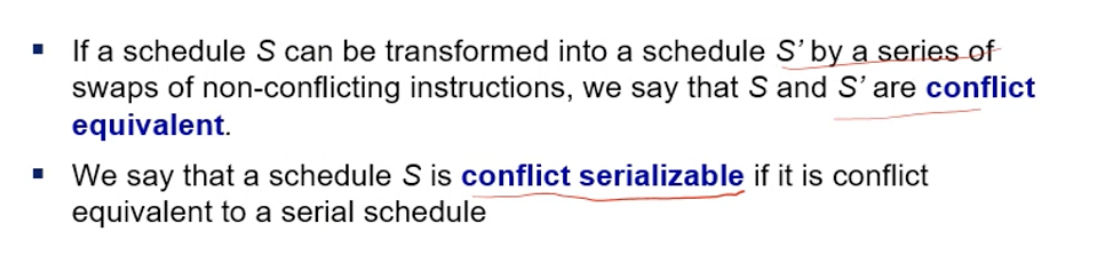 ▪ If a schedule S can be transformed into a schedule S’ by a series of
swaps of non-conflicting instructions, we say that S and S’ are conflict
equivalent.
▪ We say that a schedule S is conflict serializable if it is conflict
equivalent to a serial schedule